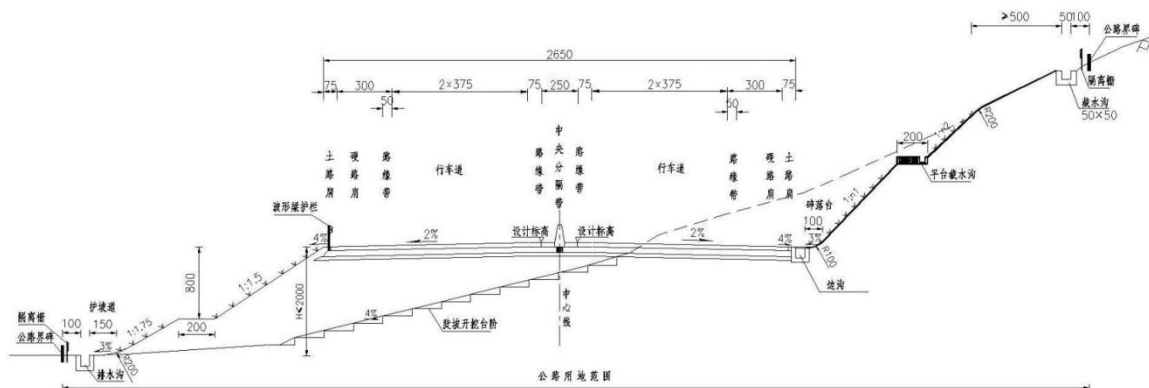 ≥500
50
100
公路界碑
2650
75
300
2×375
75
250
75
2×375
300
75
50
50
隔离栅
截水沟
50×50
R200
1:n2
200
平台截水沟
土路肩
硬路肩
路缘带
行车道
路缘带
中央分隔带
路缘带
行车道
路缘带
硬路肩
土路肩
碎落台
100
1:n1
波形梁护栏
4%
2%
设计标高
设计标高
2%
4%
3%
R100
边沟
800
1:1.5
H≤2000
中心线
护坡道
隔离栅
100
150
1:1.75
200
4%
陡坡开挖台阶
公路界碑
3%
R200
排水沟
公路用地范围